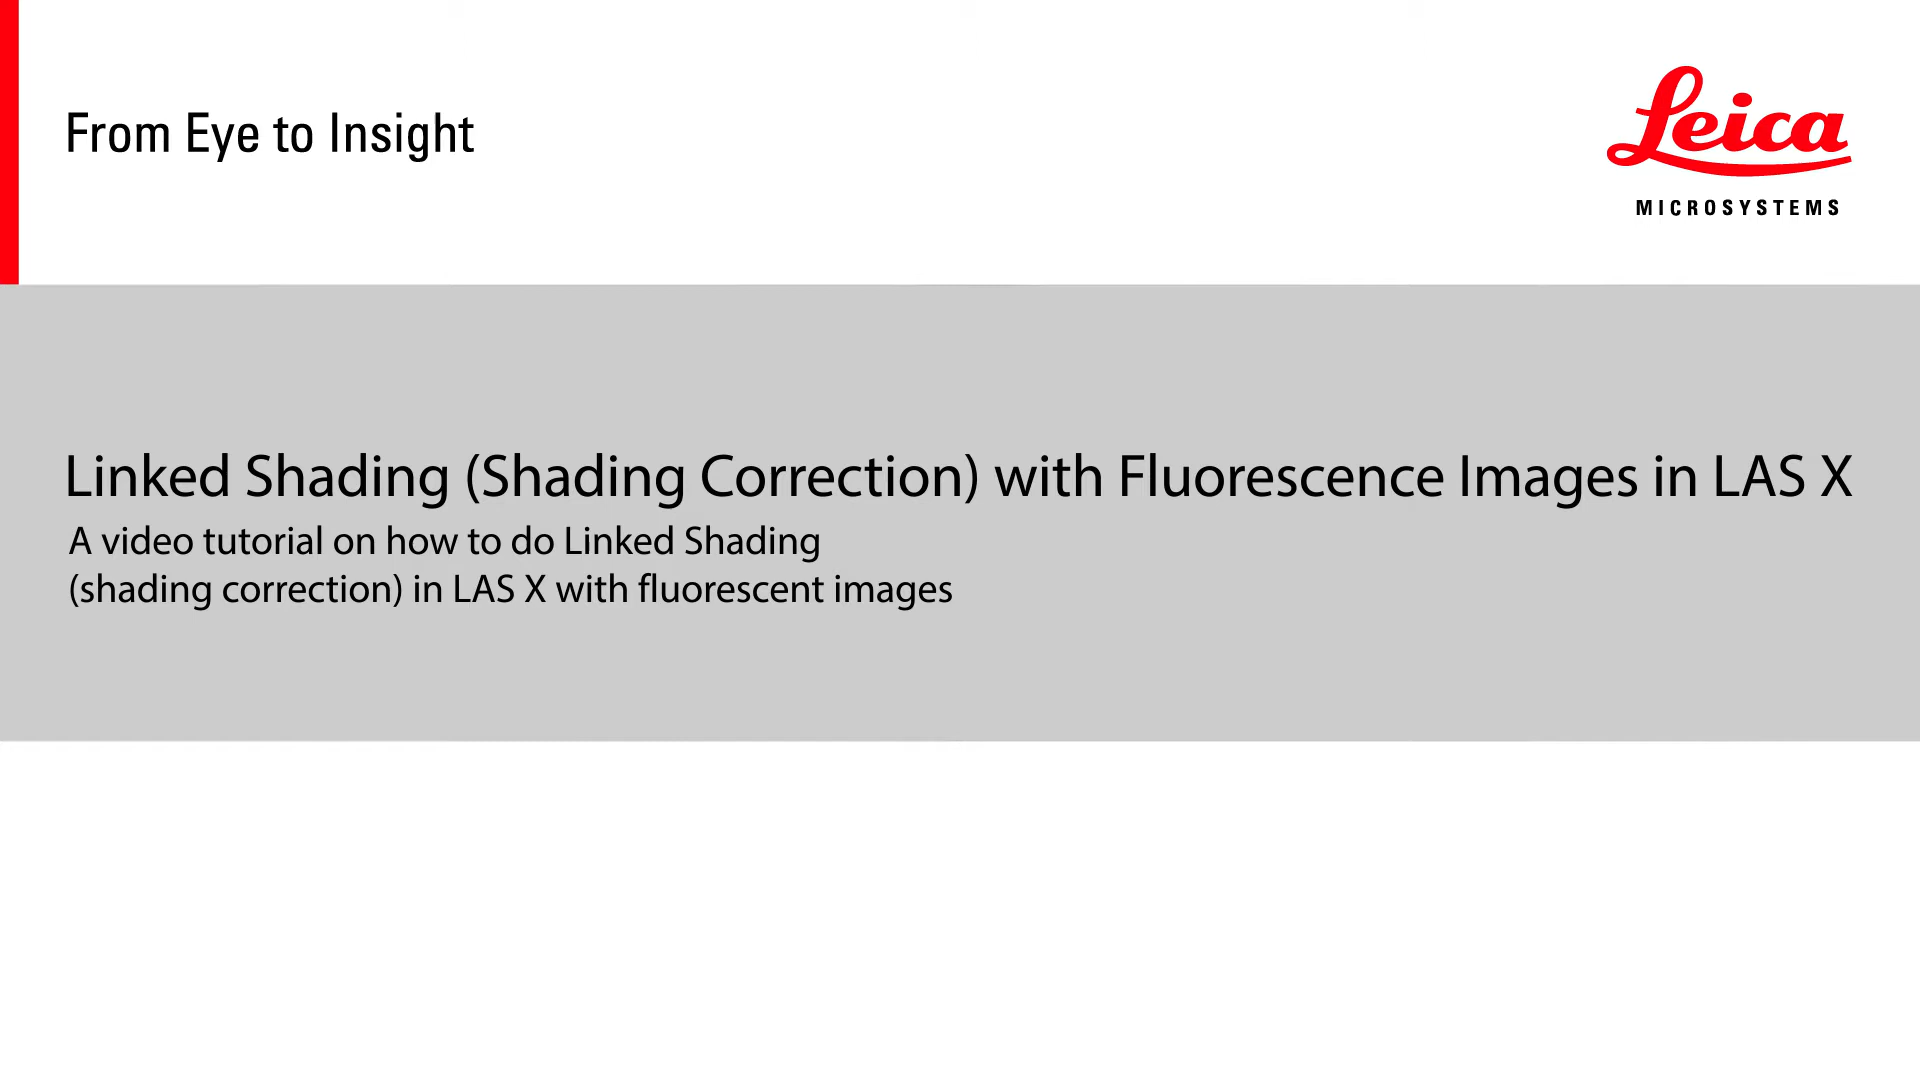 From Eye to Insight
Leica
MICROSYSTEMS
Linked Shading (Shading Correction) with Fluorescence Images in LAS X
A video tutorial on how to do Linked Shading
(shading correction) in LAS X with fluorescent images